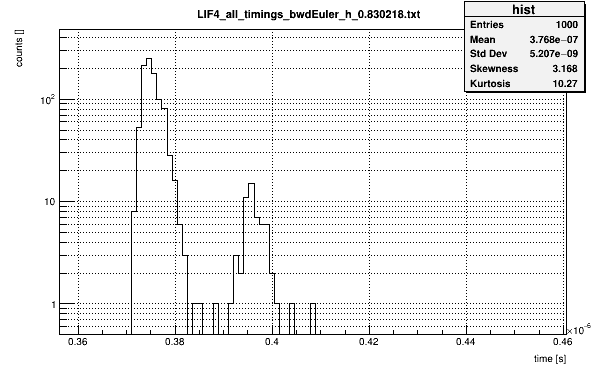 LIF4_all_timings_bwdEuler_h_0.830218.txt
hist
Entries 1000
Mean 3.768e−07
Std Dev 5.207e−09
Skewness 3.168
Kurtosis 10.27
counts []
10²
10
1
0.36 0.38 0.4 0.42 0.44 0.46
×10⁻⁶
time [s]